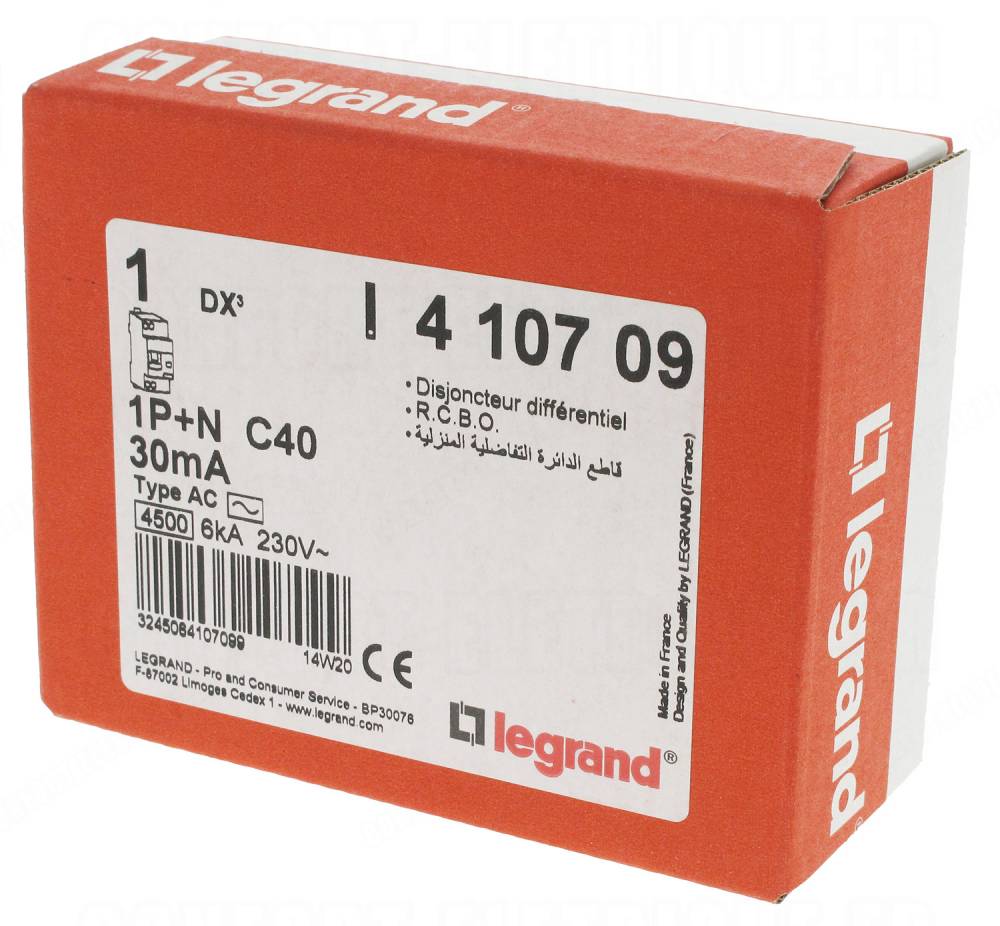 legrand®
1 DX³ 4 107 09
• Disjoncteur différentiel
• R.C.B.O.
• قاطع الدائرة التفاضلية المنزلية
1P+N C40
30mA
Type AC
4500 6kA 230V~
3245064107099
14W20 CE
LEGRAND - Pro and Consumer Service - BP30076
F-87002 Limoges Cedex 1 - www.legrand.com
legrand®
Made in France
Design and Quality by LEGRAND (France)
legrand®